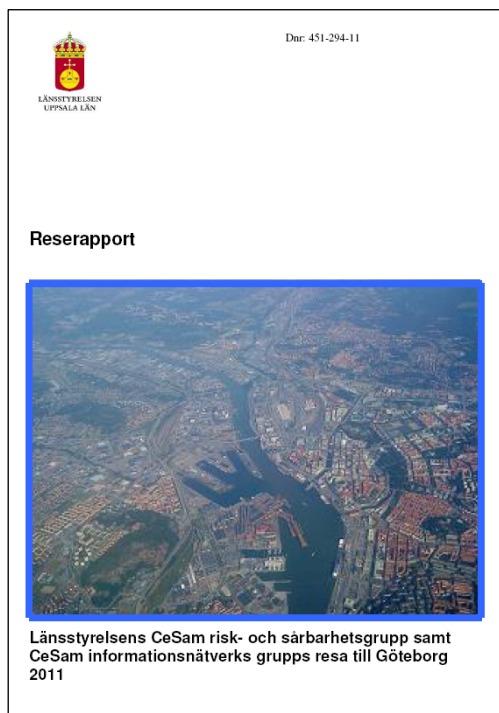 Dnr: 451-294-11
LÄNSSTYRELSEN
UPPSALA LÄN
Reserapport
Länsstyrelsens CeSam risk- och sårbarhetsgrupp samt
CeSam informationsnätverks grupps resa till Göteborg
2011